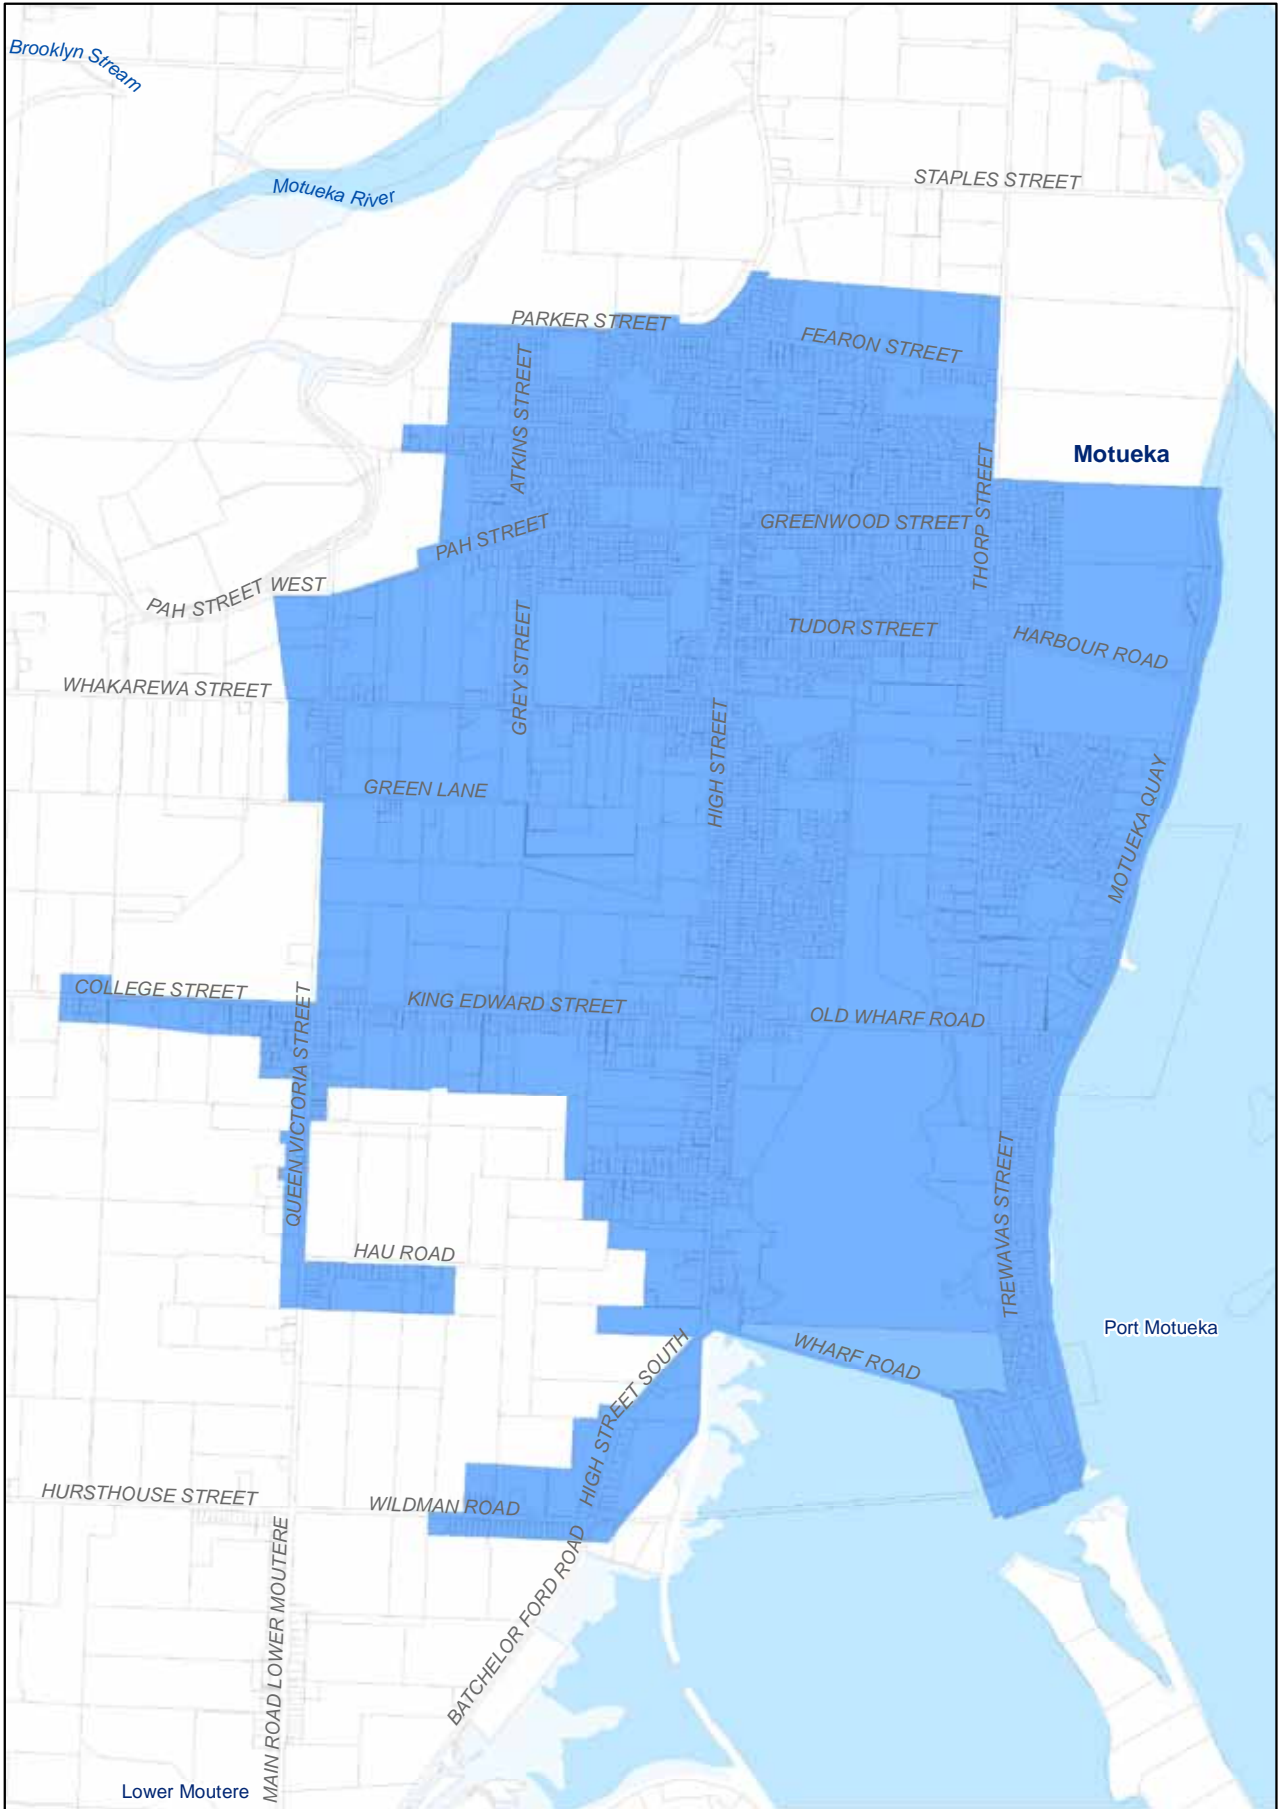 Brooklyn Stream
Motueka River
STAPLES STREET
PARKER STREET
FEARON STREET
ATKINS STREET
Motueka
THORP STREET
GREENWOOD STREET
PAH STREET
PAH STREET WEST
TUDOR STREET
HARBOUR ROAD
GREY STREET
WHAKAREWA STREET
HIGH STREET
GREEN LANE
MOTUEKA QUAY
COLLEGE STREET
KING EDWARD STREET
OLD WHARF ROAD
QUEEN VICTORIA STREET
TREWAVAS STREET
HAU ROAD
Port Motueka
WHARF ROAD
HIGH STREET SOUTH
HURSTHOUSE STREET
WILDMAN ROAD
MAIN ROAD LOWER MOUTERE
BATCHELOR FORD ROAD
Lower Moutere